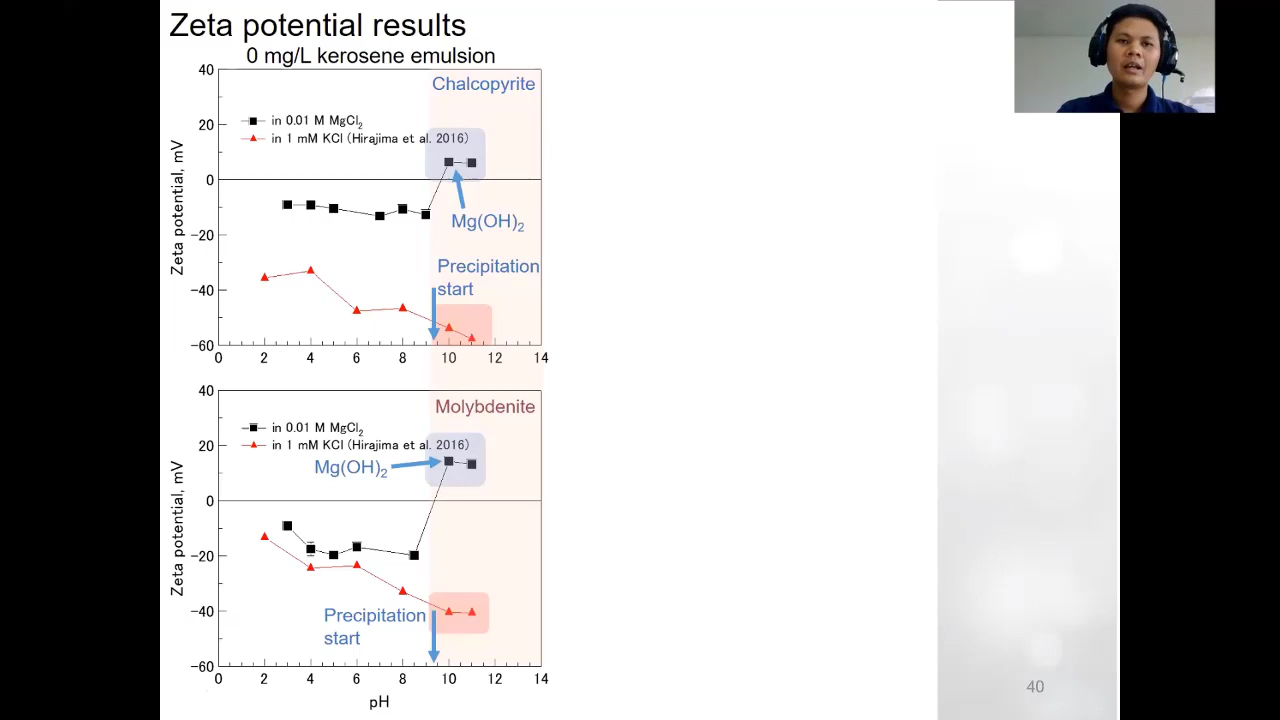 Zeta potential results
0 mg/L kerosene emulsion
Chalcopyrite
in 0.01 M MgCl₂
in 1 mM KCl (Hirajima et al. 2016)
Mg(OH)₂
Precipitation
start
Zeta potential, mV
40
20
0
−20
−40
−60
0 2 4 6 8 10 12 14
Molybdenite
in 0.01 M MgCl₂
in 1 mM KCl (Hirajima et al. 2016)
Mg(OH)₂
Precipitation
start
Zeta potential, mV
40
20
0
−20
−40
−60
0 2 4 6 8 10 12 14
pH
40